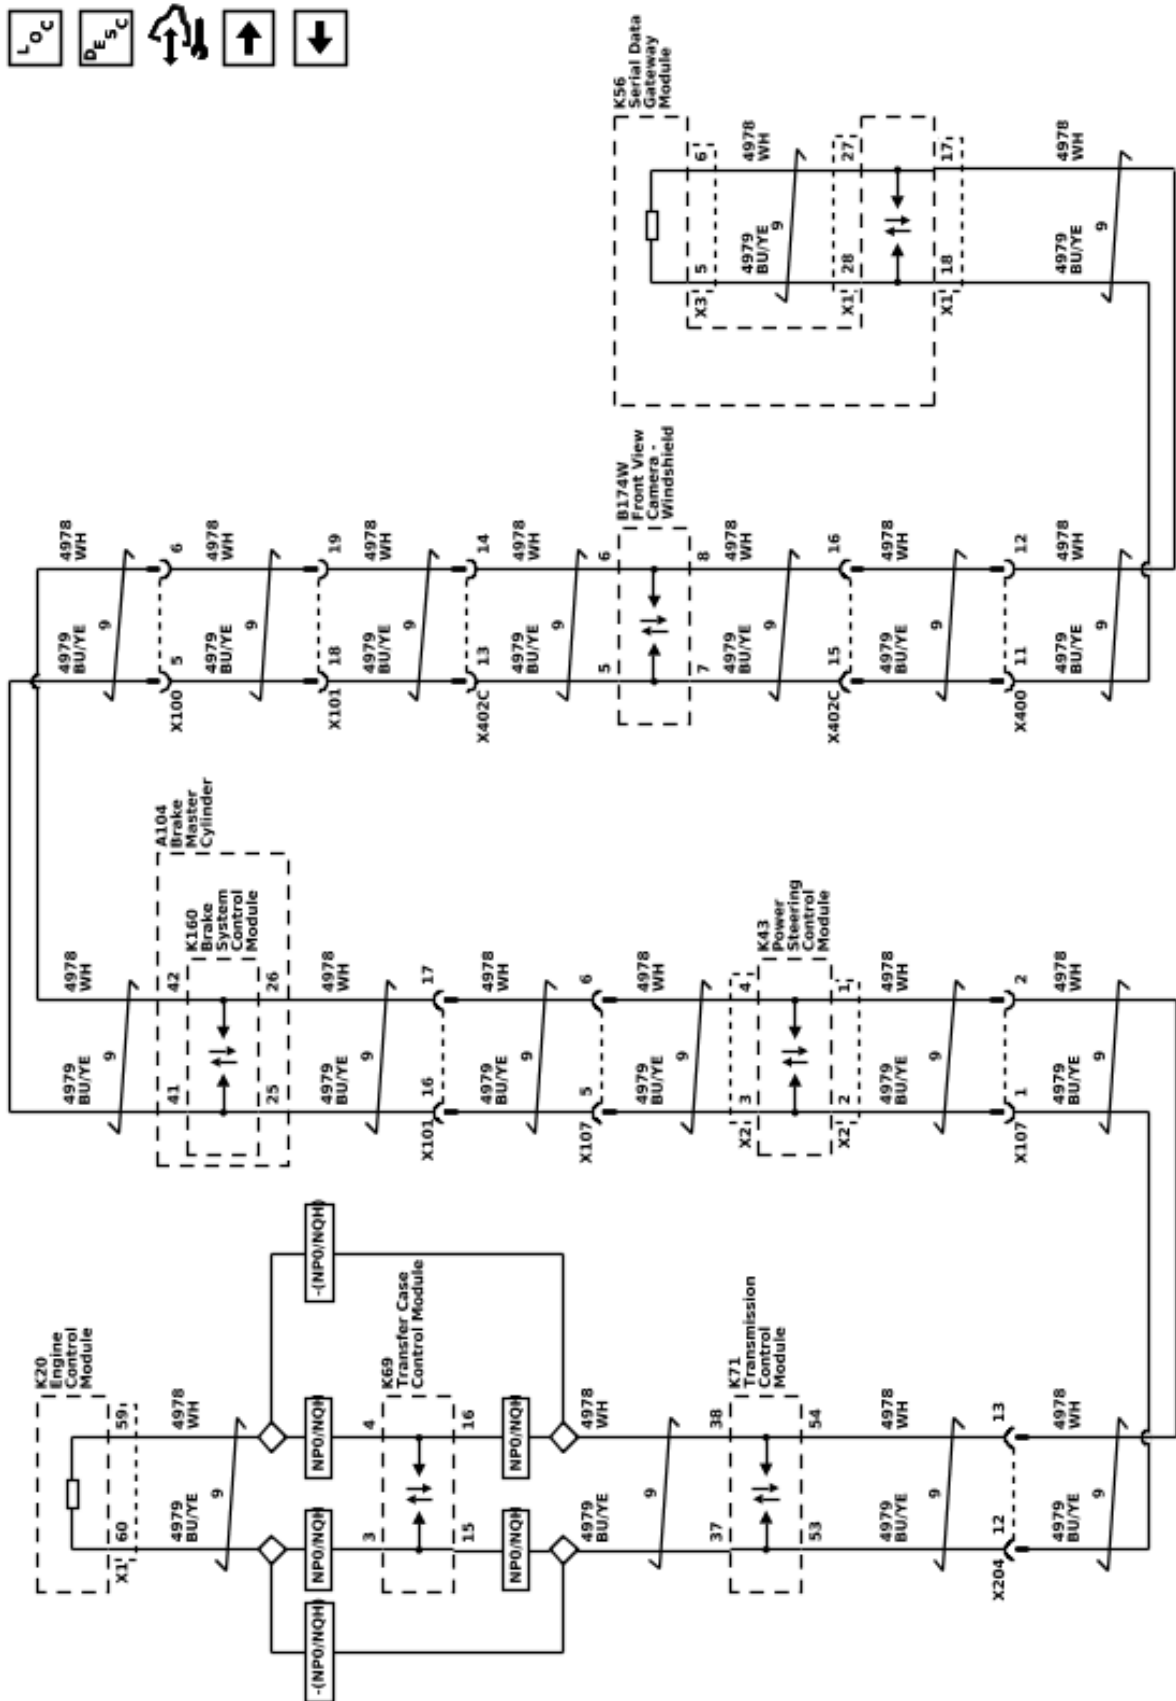 LOC
DESC
K20
Engine
Control
Module
X1
60
59
4979
BU/YE
4978
WH
9
-(NP0/NQH)
NP0/NQH
NP0/NQH
-(NP0/NQH)
K69
Transfer Case
Control Module
3
4
15
16
NP0/NQH
NP0/NQH
4979
BU/YE
4978
WH
9
K71
Transmission
Control
Module
37
38
53
54
4979
BU/YE
4978
WH
9
X204
12
13
4979
BU/YE
4978
WH
9
4979
BU/YE
4978
WH
9
A104
Brake
Master
Cylinder
K160
Brake
System
Control
Module
41
42
25
26
4979
BU/YE
4978
WH
9
X101
16
17
4979
BU/YE
4978
WH
9
X107
5
6
4979
BU/YE
4978
WH
9
K43
Power
Steering
Control
Module
X2
3
4
X2
2
1
4979
BU/YE
4978
WH
9
X107
1
2
4979
BU/YE
4978
WH
9
4979
BU/YE
4978
WH
9
X100
5
6
4979
BU/YE
4978
WH
9
X101
18
19
4979
BU/YE
4978
WH
9
X402C
13
14
4979
BU/YE
4978
WH
9
B174W
Front View
Camera -
Windshield
5
6
7
8
4979
BU/YE
4978
WH
9
X402C
15
16
4979
BU/YE
4978
WH
9
X400
11
12
4979
BU/YE
4978
WH
9
K56
Serial Data
Gateway
Module
X3
5
6
4979
BU/YE
4978
WH
9
X1
28
27
X1
18
17
4979
BU/YE
4978
WH
9